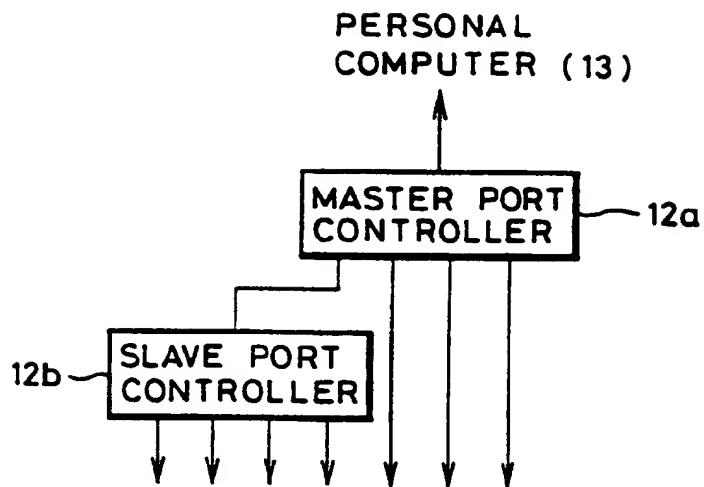 PERSONAL
COMPUTER (13)
MASTER PORT
CONTROLLER
12a
SLAVE PORT
CONTROLLER
12b